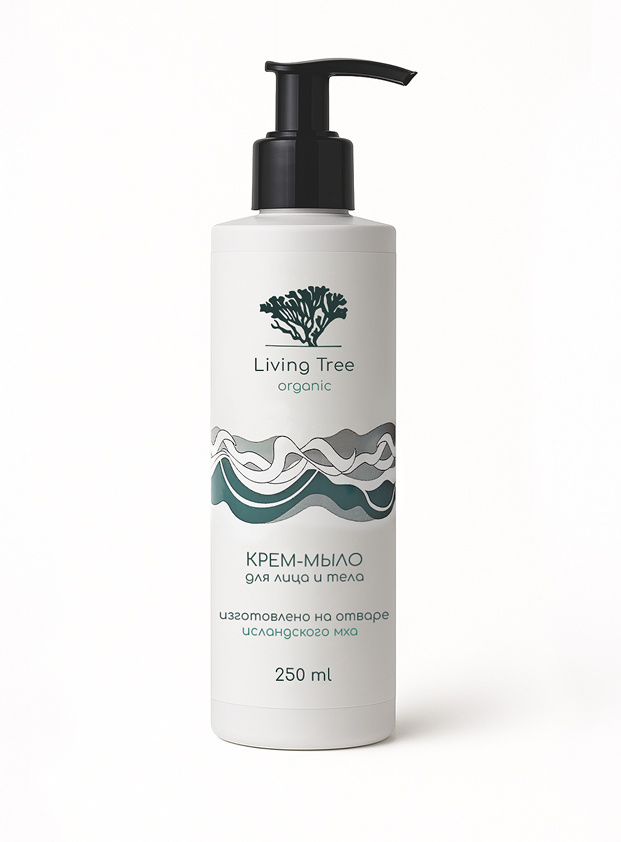 Living Tree
organic
КРЕМ-МЫЛО
для лица и тела
изготовлено на отваре
исландского мха
250 ml